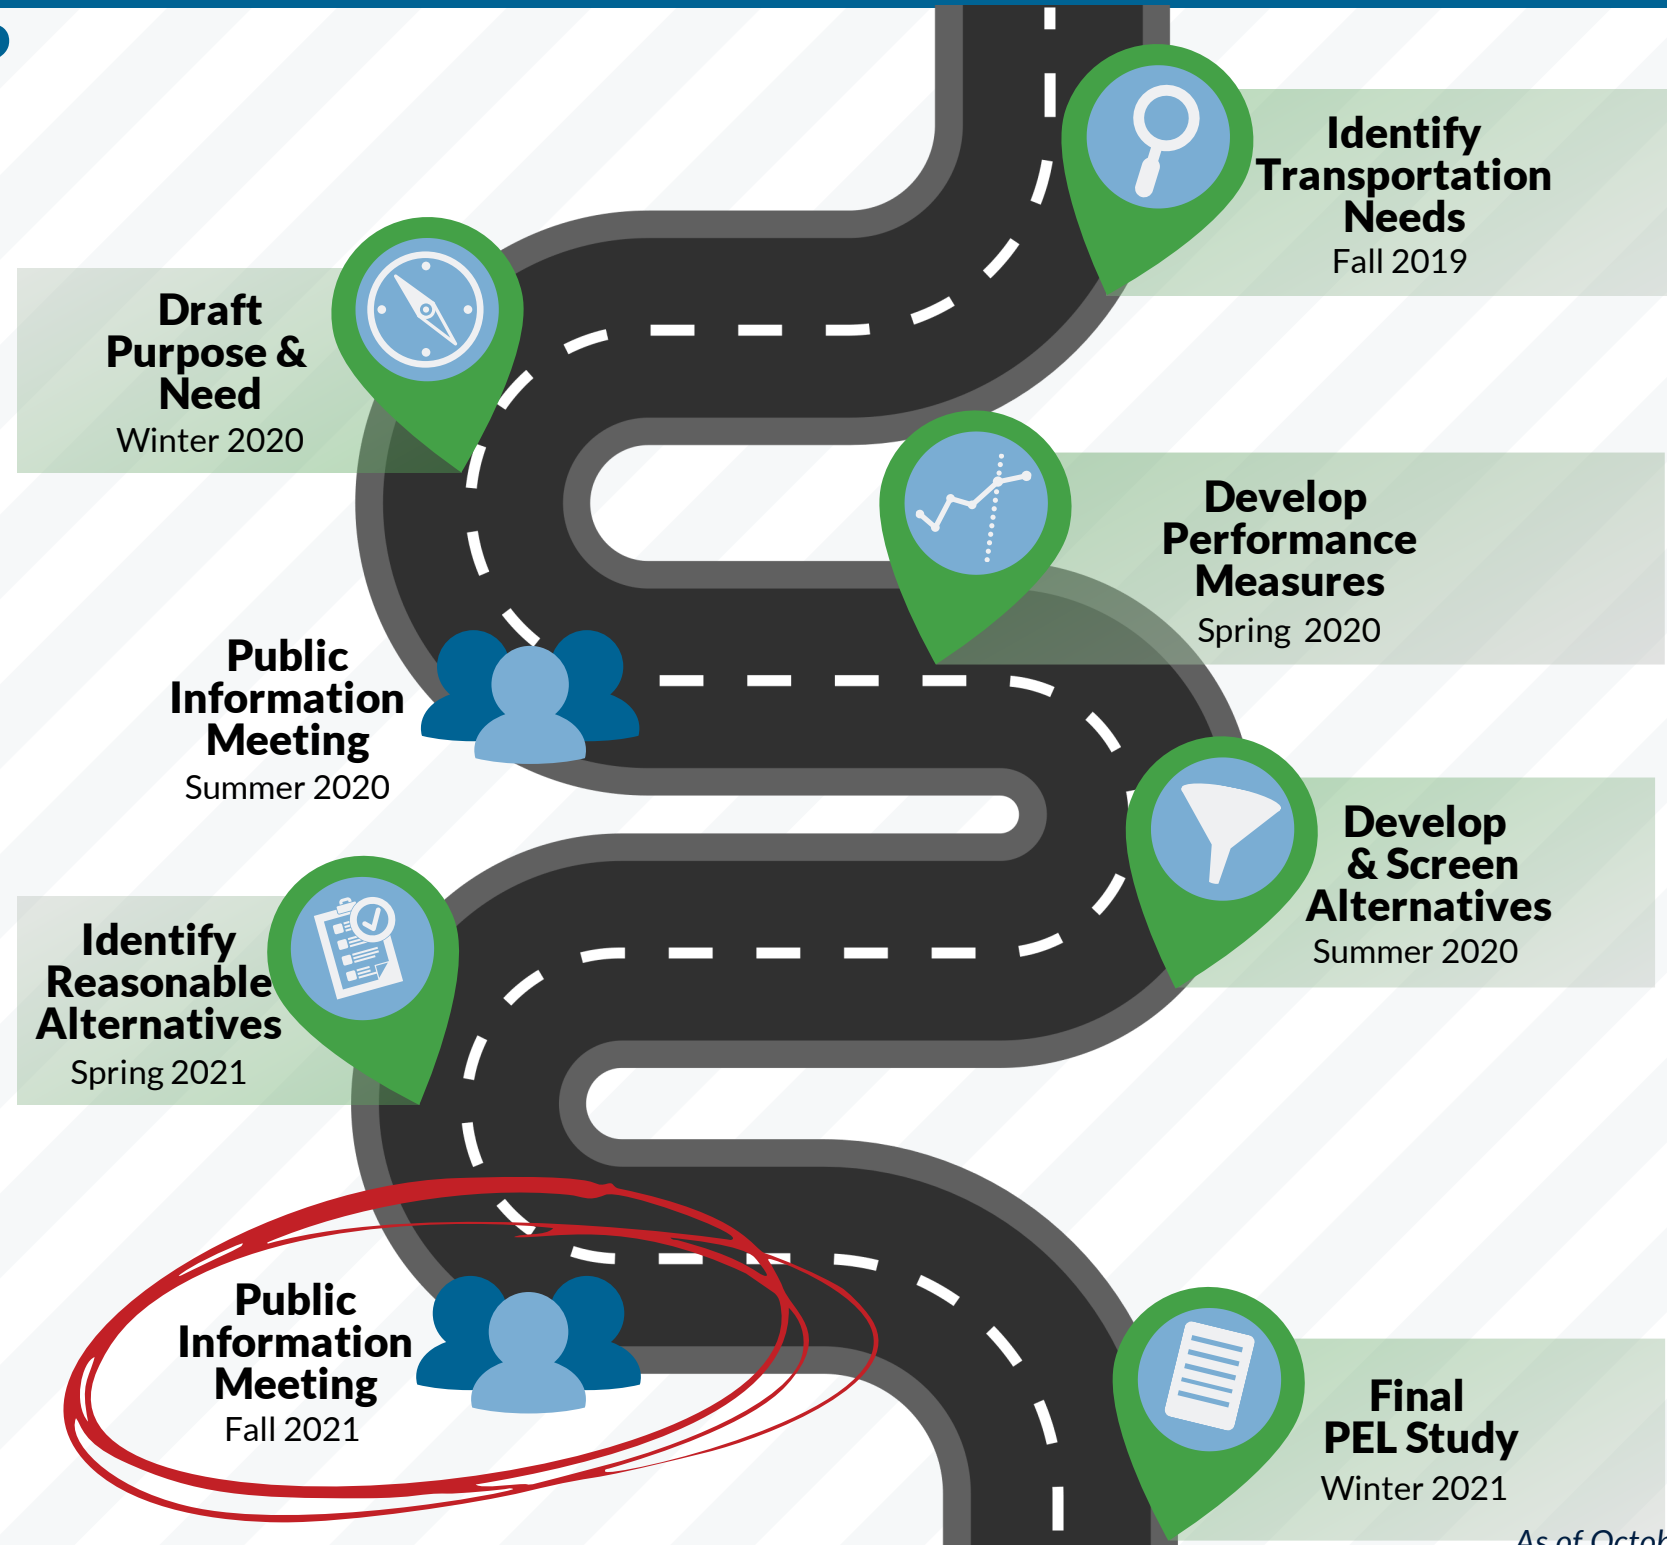 Identify
Transportation
Needs
Fall 2019
Draft
Purpose &
Need
Winter 2020
Develop
Performance
Measures
Spring 2020
Public
Information
Meeting
Summer 2020
Develop
& Screen
Alternatives
Summer 2020
Identify
Reasonable
Alternatives
Spring 2021
Public
Information
Meeting
Fall 2021
Final
PEL Study
Winter 2021
As of